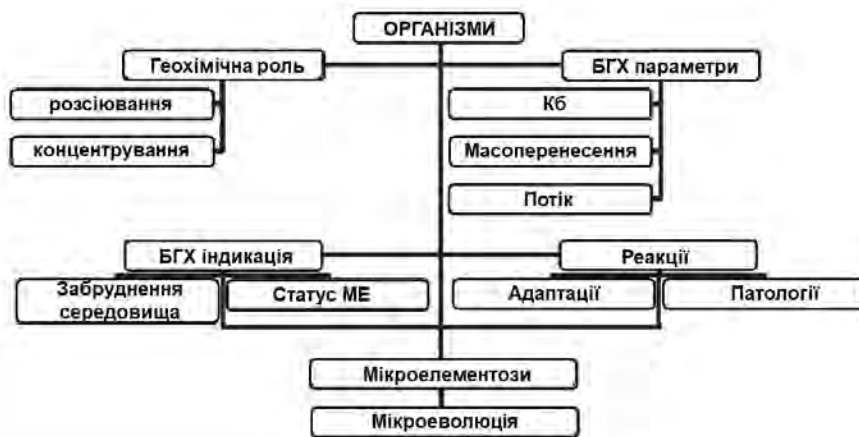 ОРГАНІЗМИ
Геохімічна роль
БГХ параметри
розсіювання
Кб
концентрування
Масоперенесення
Потік
БГХ індикація
Реакції
Забруднення
середовища
Статус МЕ
Адаптації
Патології
Мікроелементози
Мікроеволюція